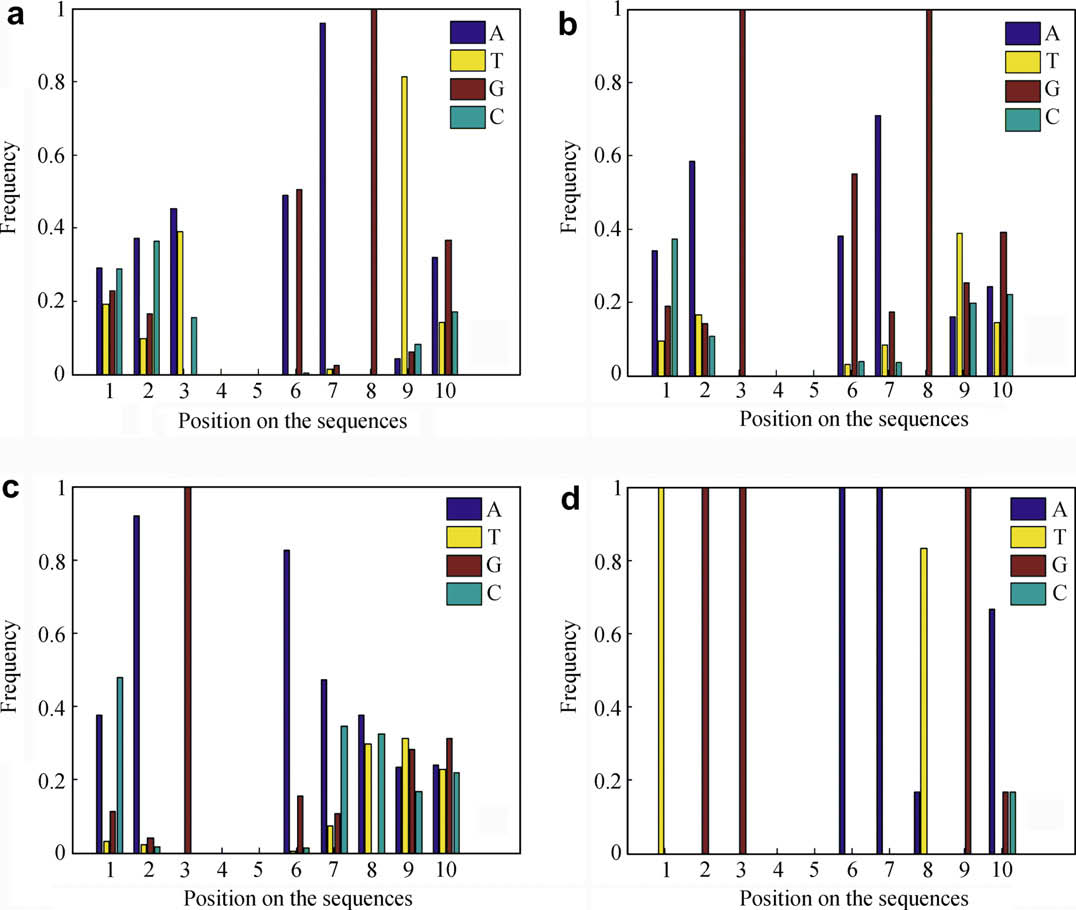 a
1
0.8
0.6
0.4
0.2
0
Frequency
A
T
G
C
1 2 3 4 5 6 7 8 9 10
Position on the sequences
b
1
0.8
0.6
0.4
0.2
0
Frequency
A
T
G
C
1 2 3 4 5 6 7 8 9 10
Position on the sequences
c
1
0.8
0.6
0.4
0.2
0
Frequency
A
T
G
C
1 2 3 4 5 6 7 8 9 10
Position on the sequences
d
1
0.8
0.6
0.4
0.2
0
Frequency
A
T
G
C
1 2 3 4 5 6 7 8 9 10
Position on the sequences